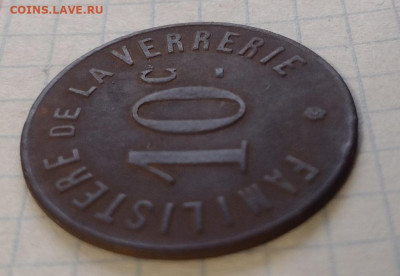 COINS.LAVE.RU
FAMILISTERE DE LA VERRERIE
10 C.